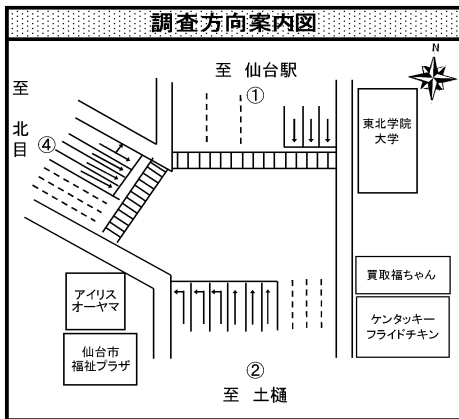 調査方向案内図
N
至 仙台駅
①
至
北
目
④
東北学院
大学
買取福ちゃん
ケンタッキー
フライドチキン
アイリス
オーヤマ
仙台市
福祉プラザ
②
至 土樋